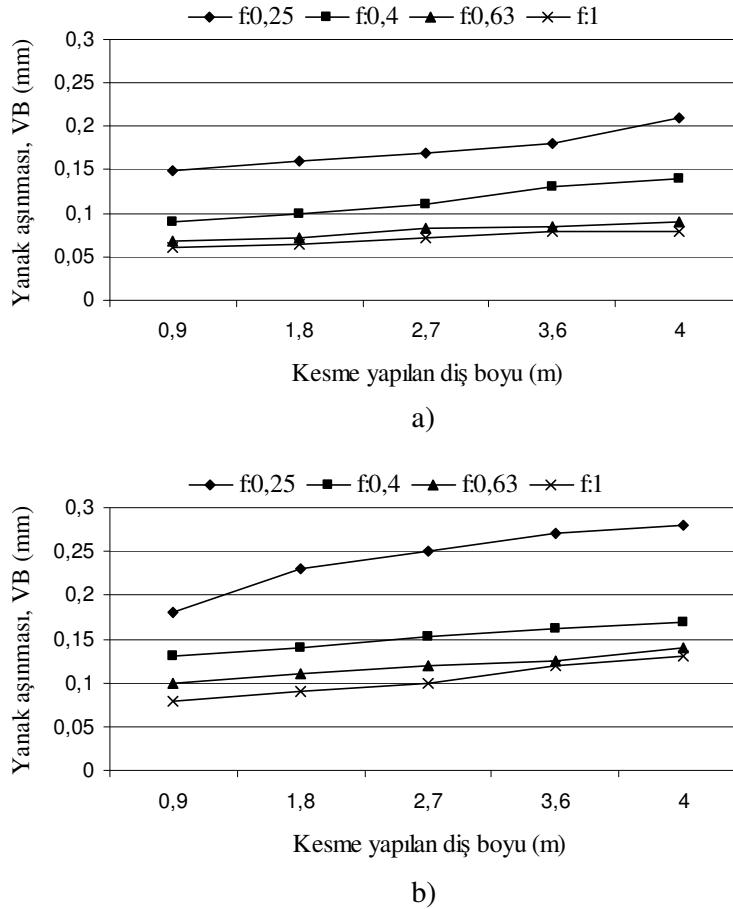 f:0,25 f:0,4 f:0,63 f:1
0,3
0,25
0,2
0,15
0,1
0,05
0
Yanak aşınması, VB (mm)
0,9 1,8 2,7 3,6 4
Kesme yapılan diş boyu (m)
a)
f:0,25 f:0,4 f:0,63 f:1
0,3
0,25
0,2
0,15
0,1
0,05
0
Yanak aşınması, VB (mm)
0,9 1,8 2,7 3,6 4
Kesme yapılan diş boyu (m)
b)